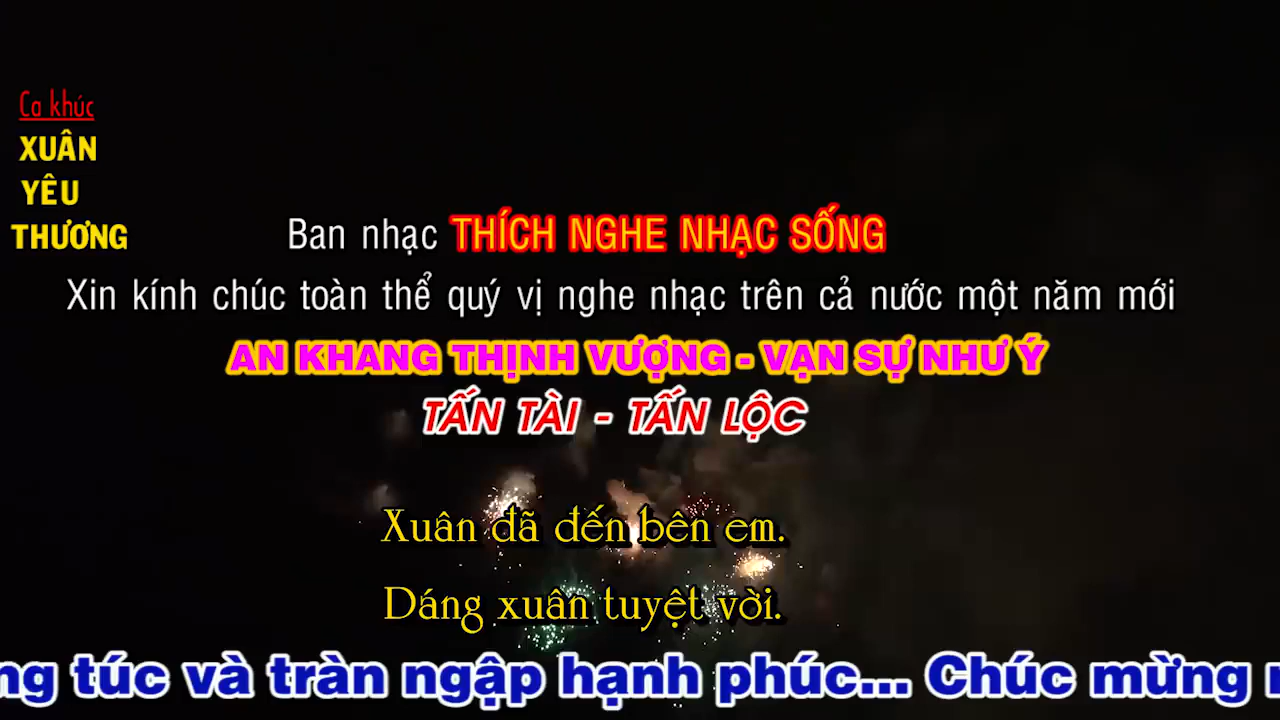 Ca khúc
XUÂN
YÊU
THƯƠNG
Ban nhạc THÍCH NGHE NHẠC SỐNG
Xin kính chúc toàn thể quý vị nghe nhạc trên cả nước một năm mới
AN KHANG THỊNH VƯỢNG - VẠN SỰ NHƯ Ý
TẤN TÀI - TẤN LỘC
Xuân đã đến bên em.
Dáng xuân tuyệt vời.
túc và tràn ngập hạnh phúc... Chúc mừng